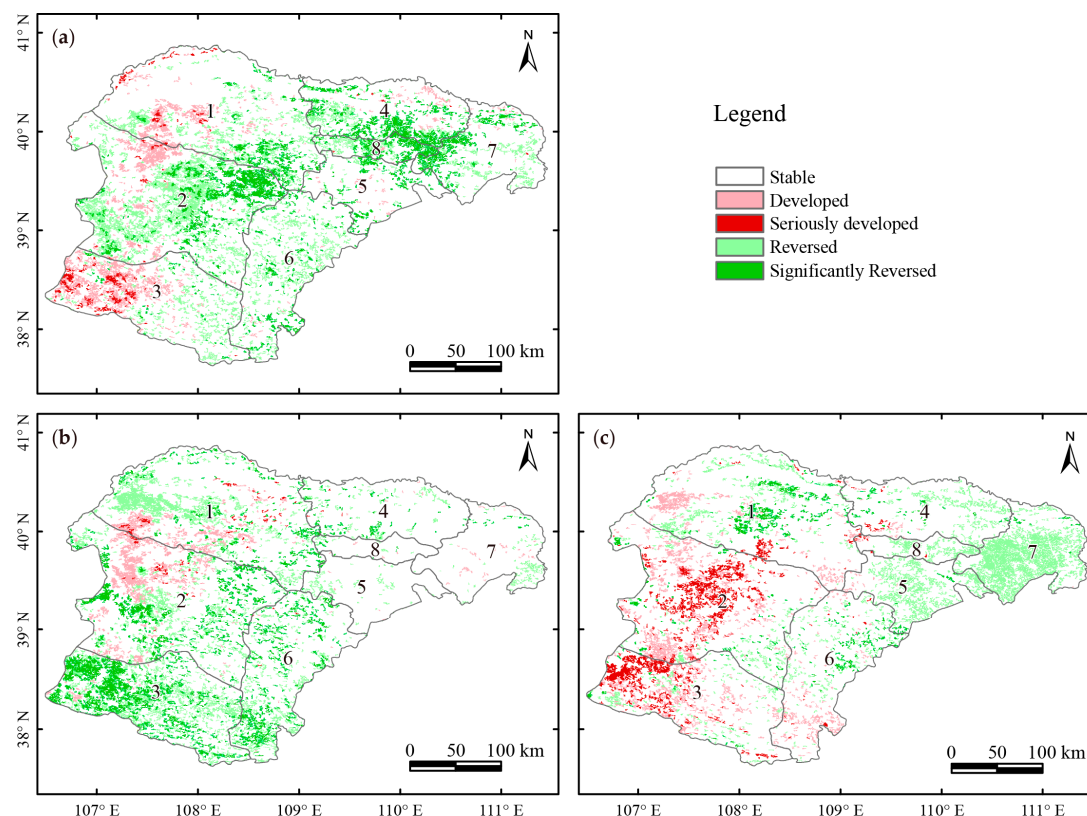 (a)
N
41° N
40° N
39° N
38° N
1
4
8
7
5
2
6
3
0 50 100 km
Legend
Stable
Developed
Seriously developed
Reversed
Significantly Reversed
(b)
N
41° N
40° N
39° N
38° N
1
4
8
7
5
2
6
3
0 50 100 km
107° E 108° E 109° E 110° E 111° E
(c)
N
1
4
8
7
5
2
6
3
0 50 100 km
107° E 108° E 109° E 110° E 111° E